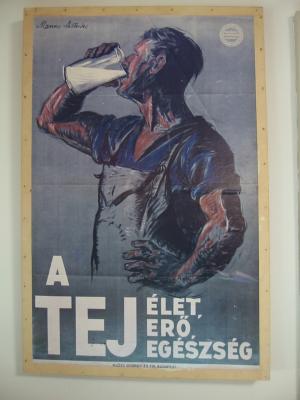 A
TEJ
ÉLET,
ERŐ,
EGÉSZSÉG